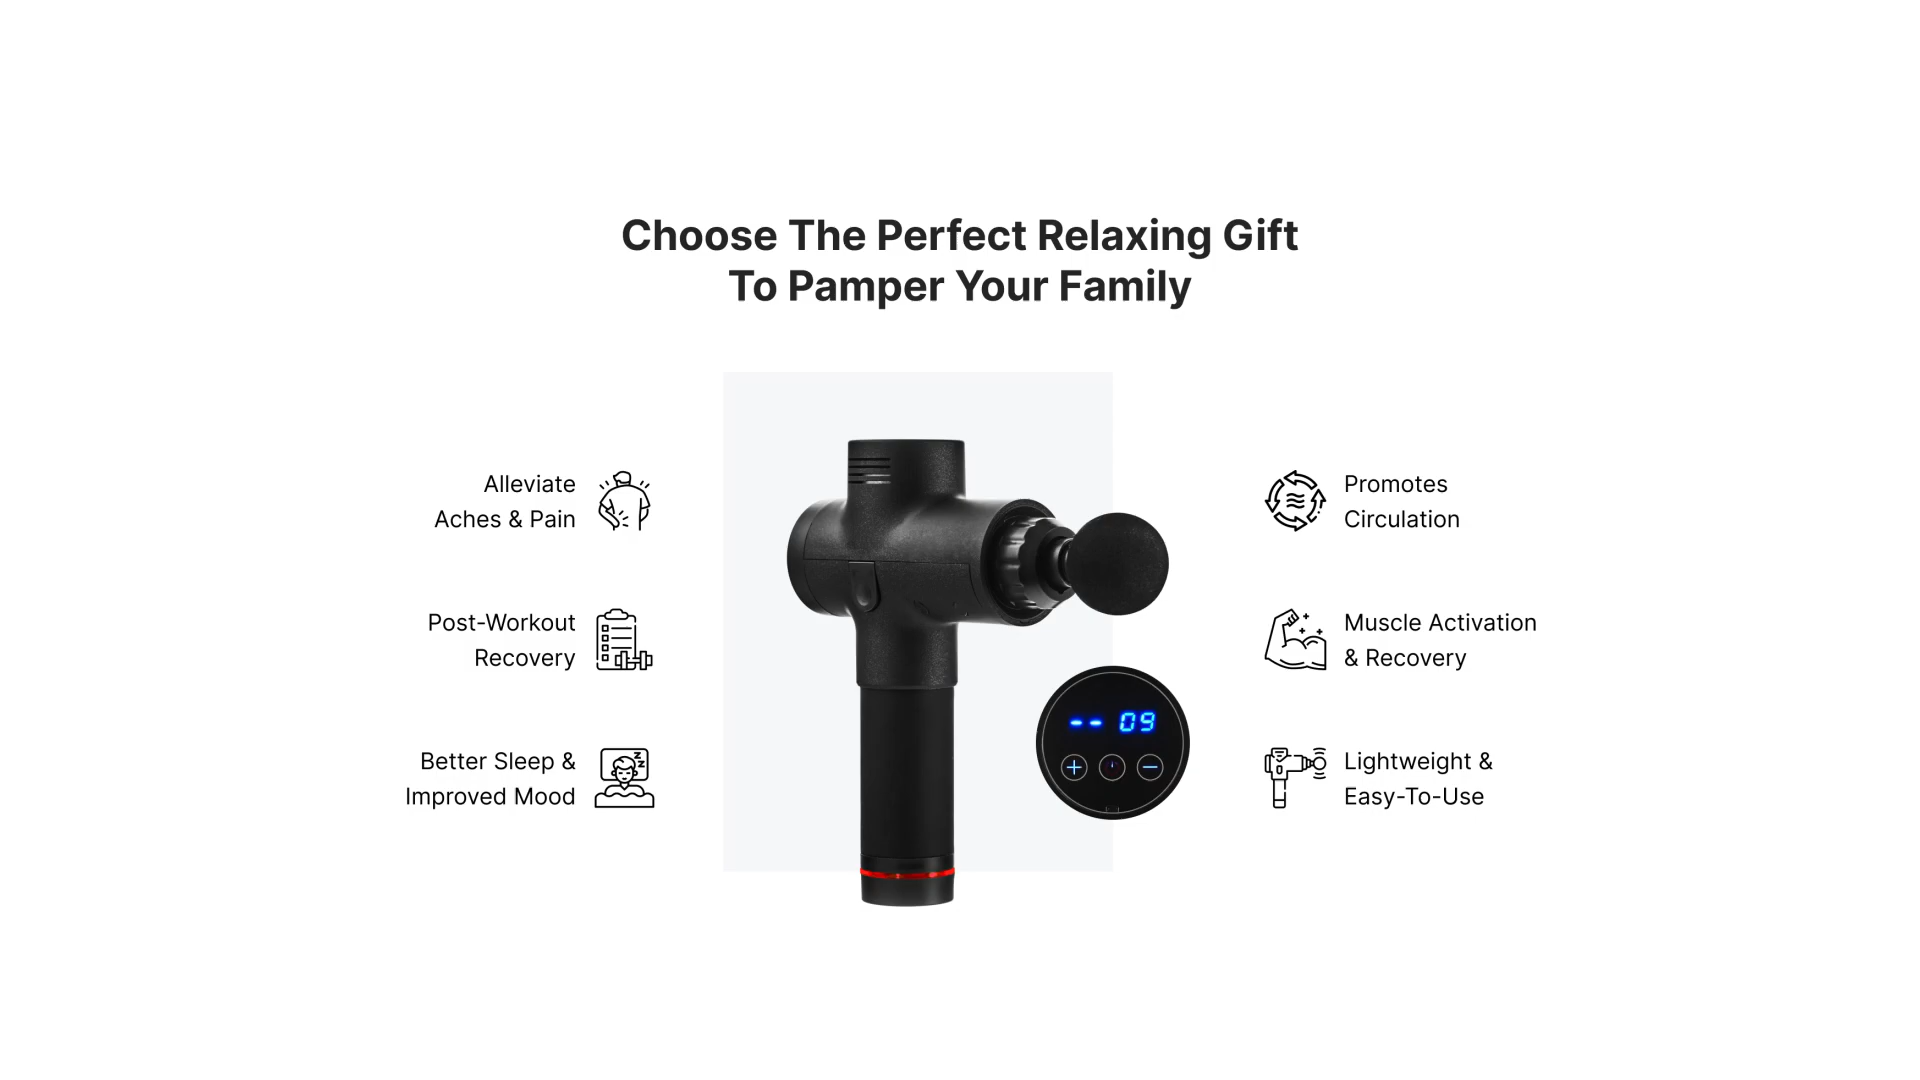 Choose The Perfect Relaxing Gift
To Pamper Your Family
Alleviate
Aches & Pain
Post-Workout
Recovery
Better Sleep &
Improved Mood
-- 09
+
−
Promotes
Circulation
Muscle Activation
& Recovery
Lightweight &
Easy-To-Use